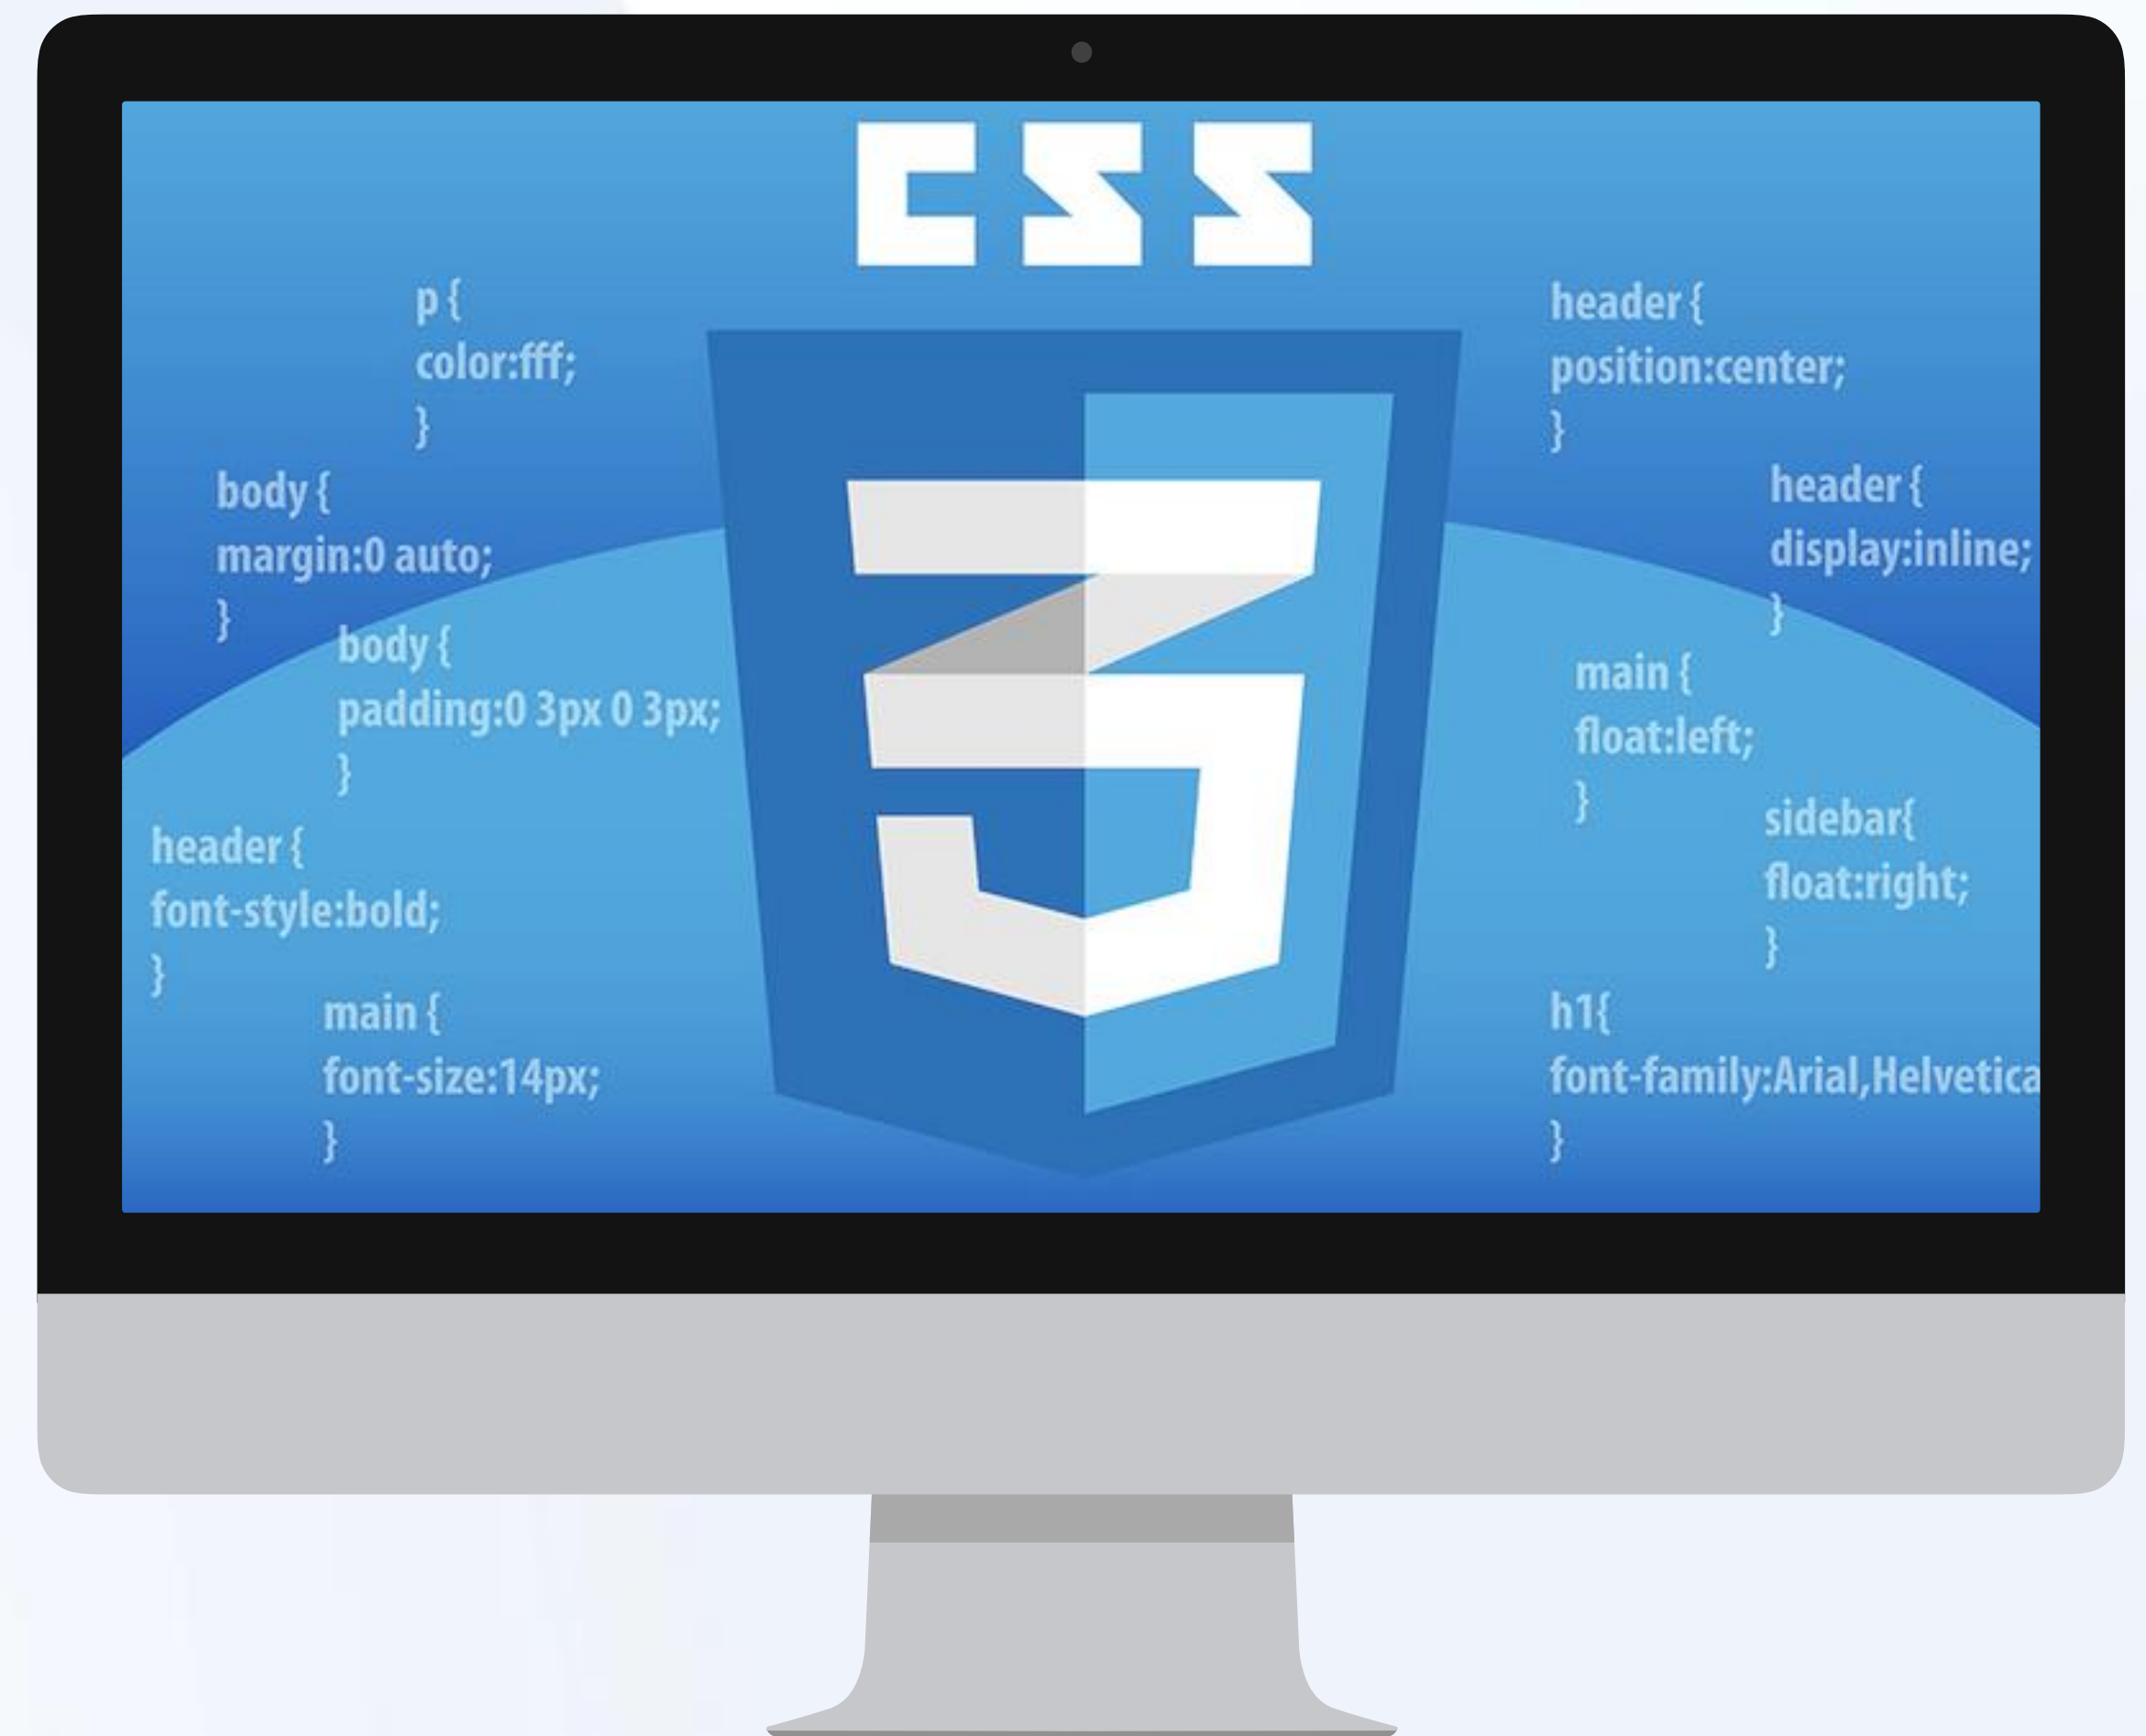 CSS
p {
color:fff;
}
body {
margin:0 auto;
}
body {
padding:0 3px 0 3px;
}
header {
font-style:bold;
}
main {
font-size:14px;
}
3
header {
position:center;
}
header {
display:inline;
}
main {
float:left;
}
sidebar{
float:right;
}
h1{
font-family:Arial,Helvetica
}